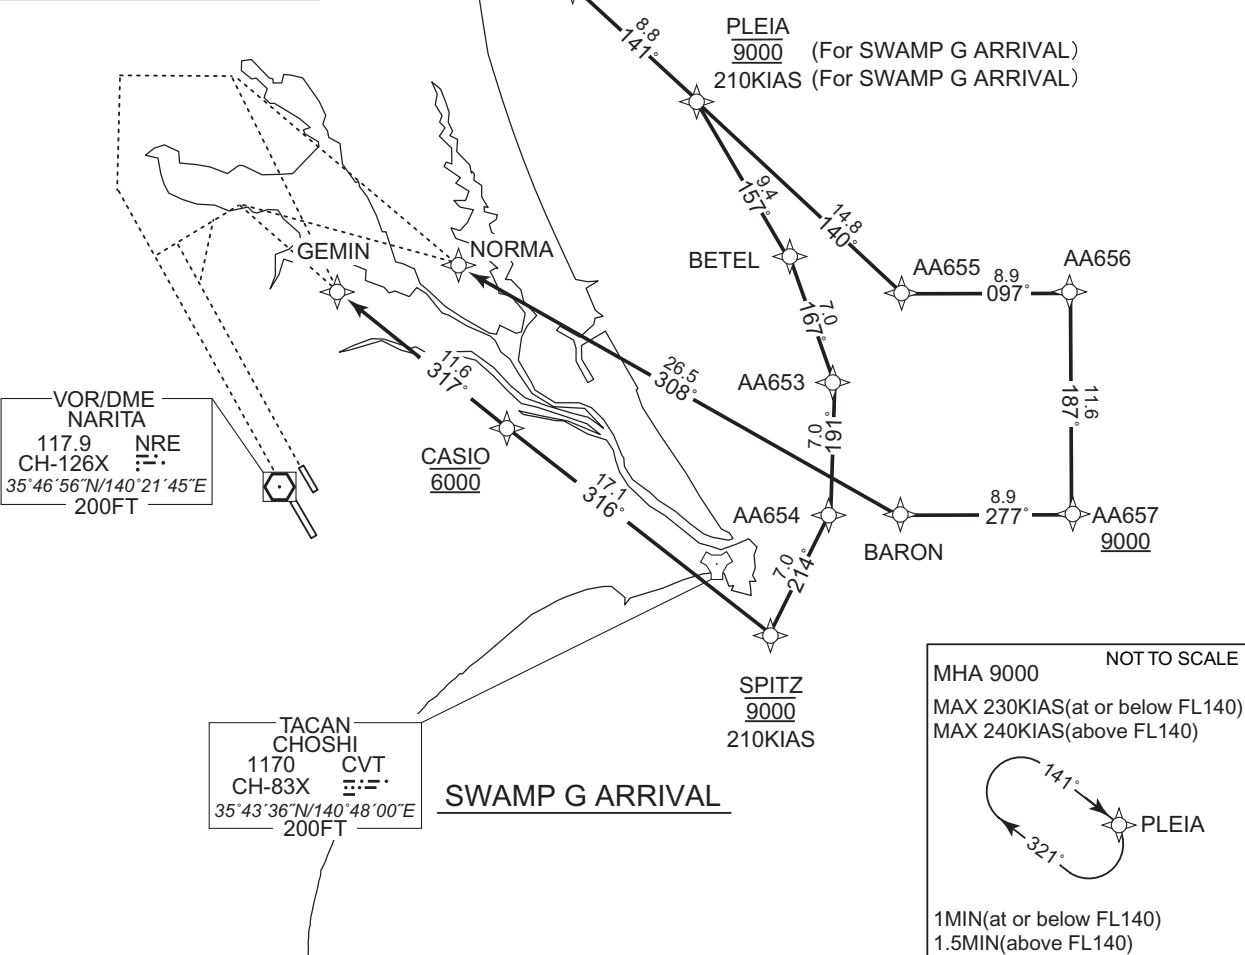 8.8
141°
PLEIA
9000 (For SWAMP G ARRIVAL)
210KIAS (For SWAMP G ARRIVAL)
9.4
157°
14.8
140°
GEMIN
NORMA
BETEL
AA655
8.9
097°
AA656
7.0
167°
11.6
317°
26.5
308°
AA653
11.6
187°
VOR/DME
NARITA
117.9 NRE
CH-126X
35°46´56˝N/140°21´45˝E
200FT
CASIO
6000
7.0
191°
17.1
316°
AA654
BARON
8.9
277°
AA657
9000
7.0
214°
SPITZ
9000
210KIAS
TACAN
CHOSHI
1170 CVT
CH-83X
35°43´36˝N/140°48´00˝E
200FT
SWAMP G ARRIVAL
NOT TO SCALE
MHA 9000
MAX 230KIAS(at or below FL140)
MAX 240KIAS(above FL140)
141°
PLEIA
321°
1MIN(at or below FL140)
1.5MIN(above FL140)